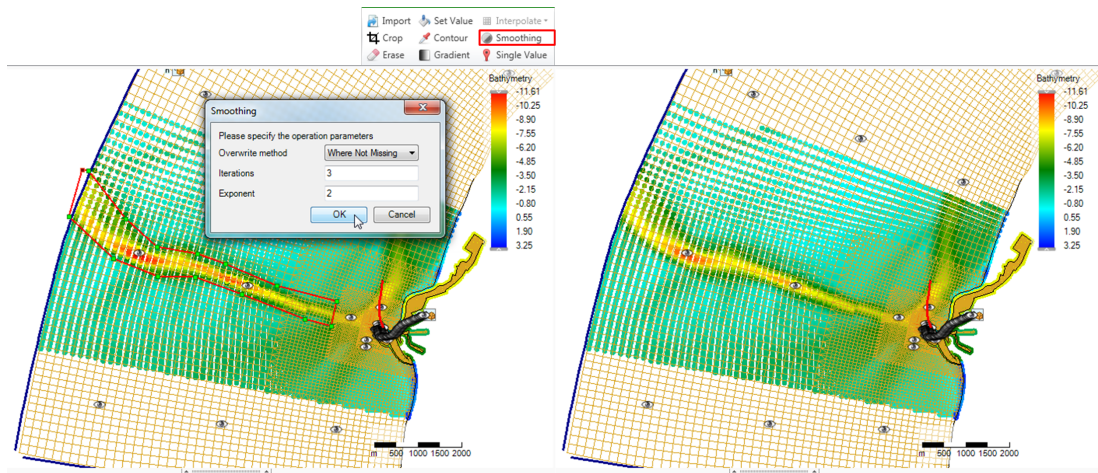 Import Set Value Interpolate
Crop Contour Smoothing
Erase Gradient Single Value
Bathymetry
-11.61
-10.25
-8.90
-7.55
-6.20
-4.85
-3.50
-2.15
-0.80
0.55
1.90
3.25
Smoothing
Please specify the operation parameters
Overwrite method Where Not Missing
Iterations 3
Exponent 2
OK Cancel
m 500 1000 1500 2000
Bathymetry
-11.61
-10.25
-8.90
-7.55
-6.20
-4.85
-3.50
-2.15
-0.80
0.55
1.90
3.25
m 500 1000 1500 2000